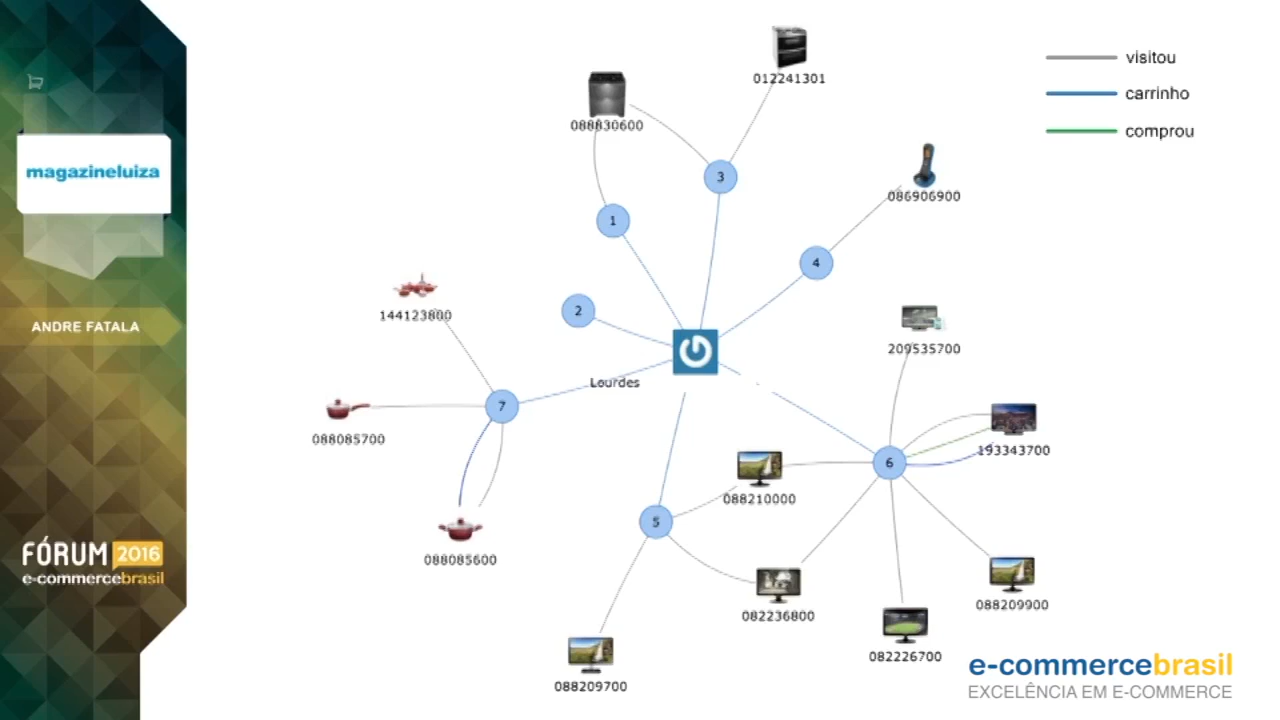 magazineluiza
ANDRE FATALA
FÓRUM 2016
e-commercebrasil
visitou
carrinho
comprou
012241301
088830600
3
086906900
1
4
144123800
2
209535700
Lourdes
7
088085700
193343700
6
088210000
5
088085600
088209900
082236800
082226700
088209700
e-commercebrasil
EXCELÊNCIA EM E-COMMERCE